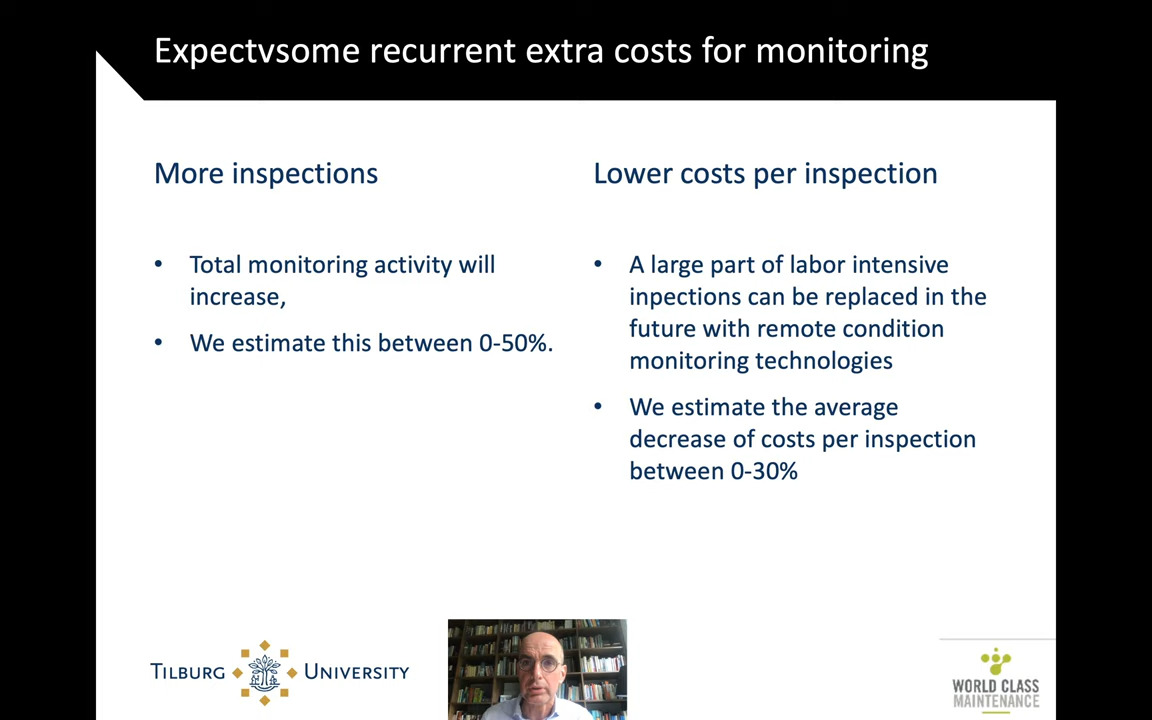 Expectvsome recurrent extra costs for monitoring
More inspections
• Total monitoring activity will
increase,
• We estimate this between 0-50%.
Lower costs per inspection
• A large part of labor intensive
inpections can be replaced in the
future with remote condition
monitoring technologies
• We estimate the average
decrease of costs per inspection
between 0-30%
TILBURG UNIVERSITY
WORLD CLASS
MAINTENANCE